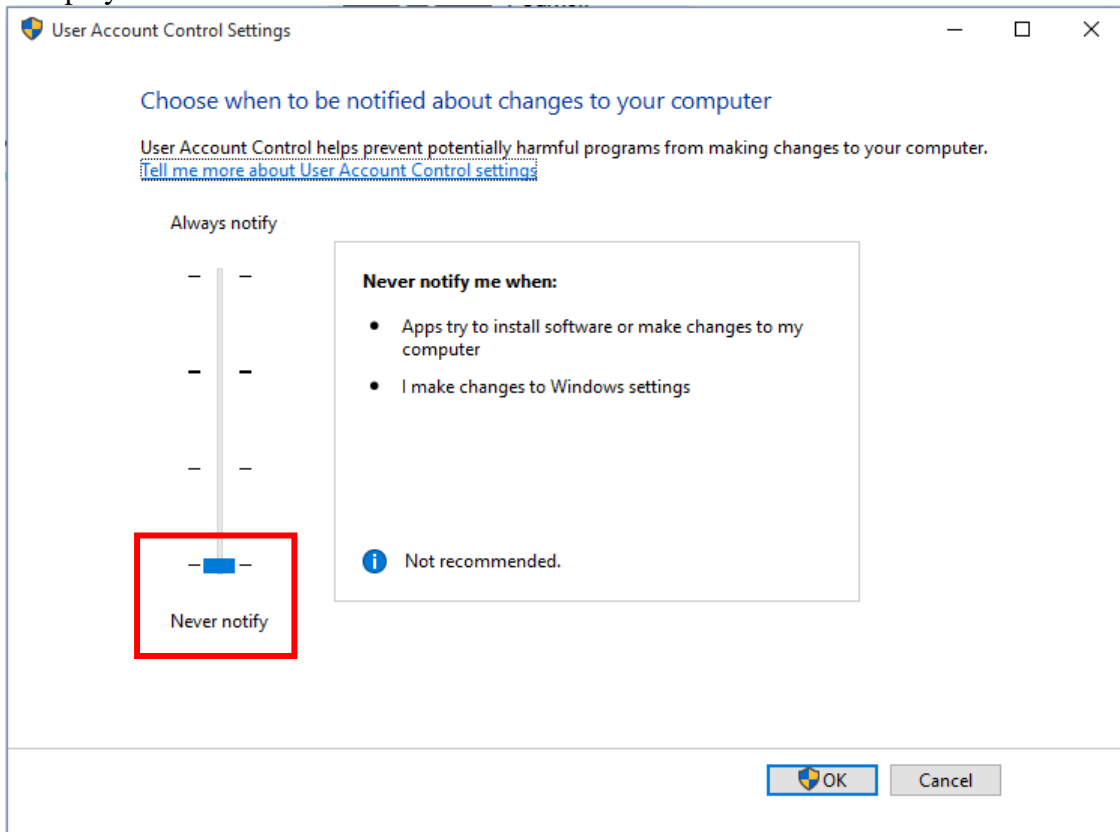 User Account Control Settings
Choose when to be notified about changes to your computer
User Account Control helps prevent potentially harmful programs from making changes to your computer.
Tell me more about User Account Control settings
Always notify
Never notify me when:
• Apps try to install software or make changes to my
computer
• I make changes to Windows settings
Not recommended.
Never notify
OK Cancel